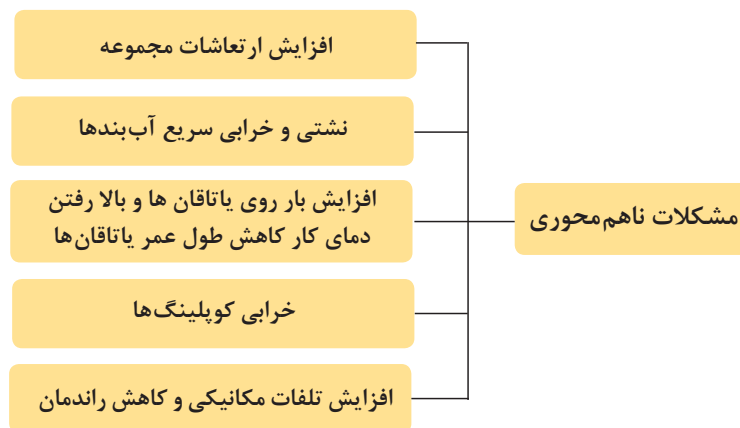 مشکلات ناهم‌محوری
افزایش ارتعاشات مجموعه
نشتی و خرابی سریع آب‌بندها
افزایش بار روی یاتاقان ها و بالا رفتن
دمای کار کاهش طول عمر یاتاقان‌ها
خرابی کوپلینگ‌ها
افزایش تلفات مکانیکی و کاهش راندمان